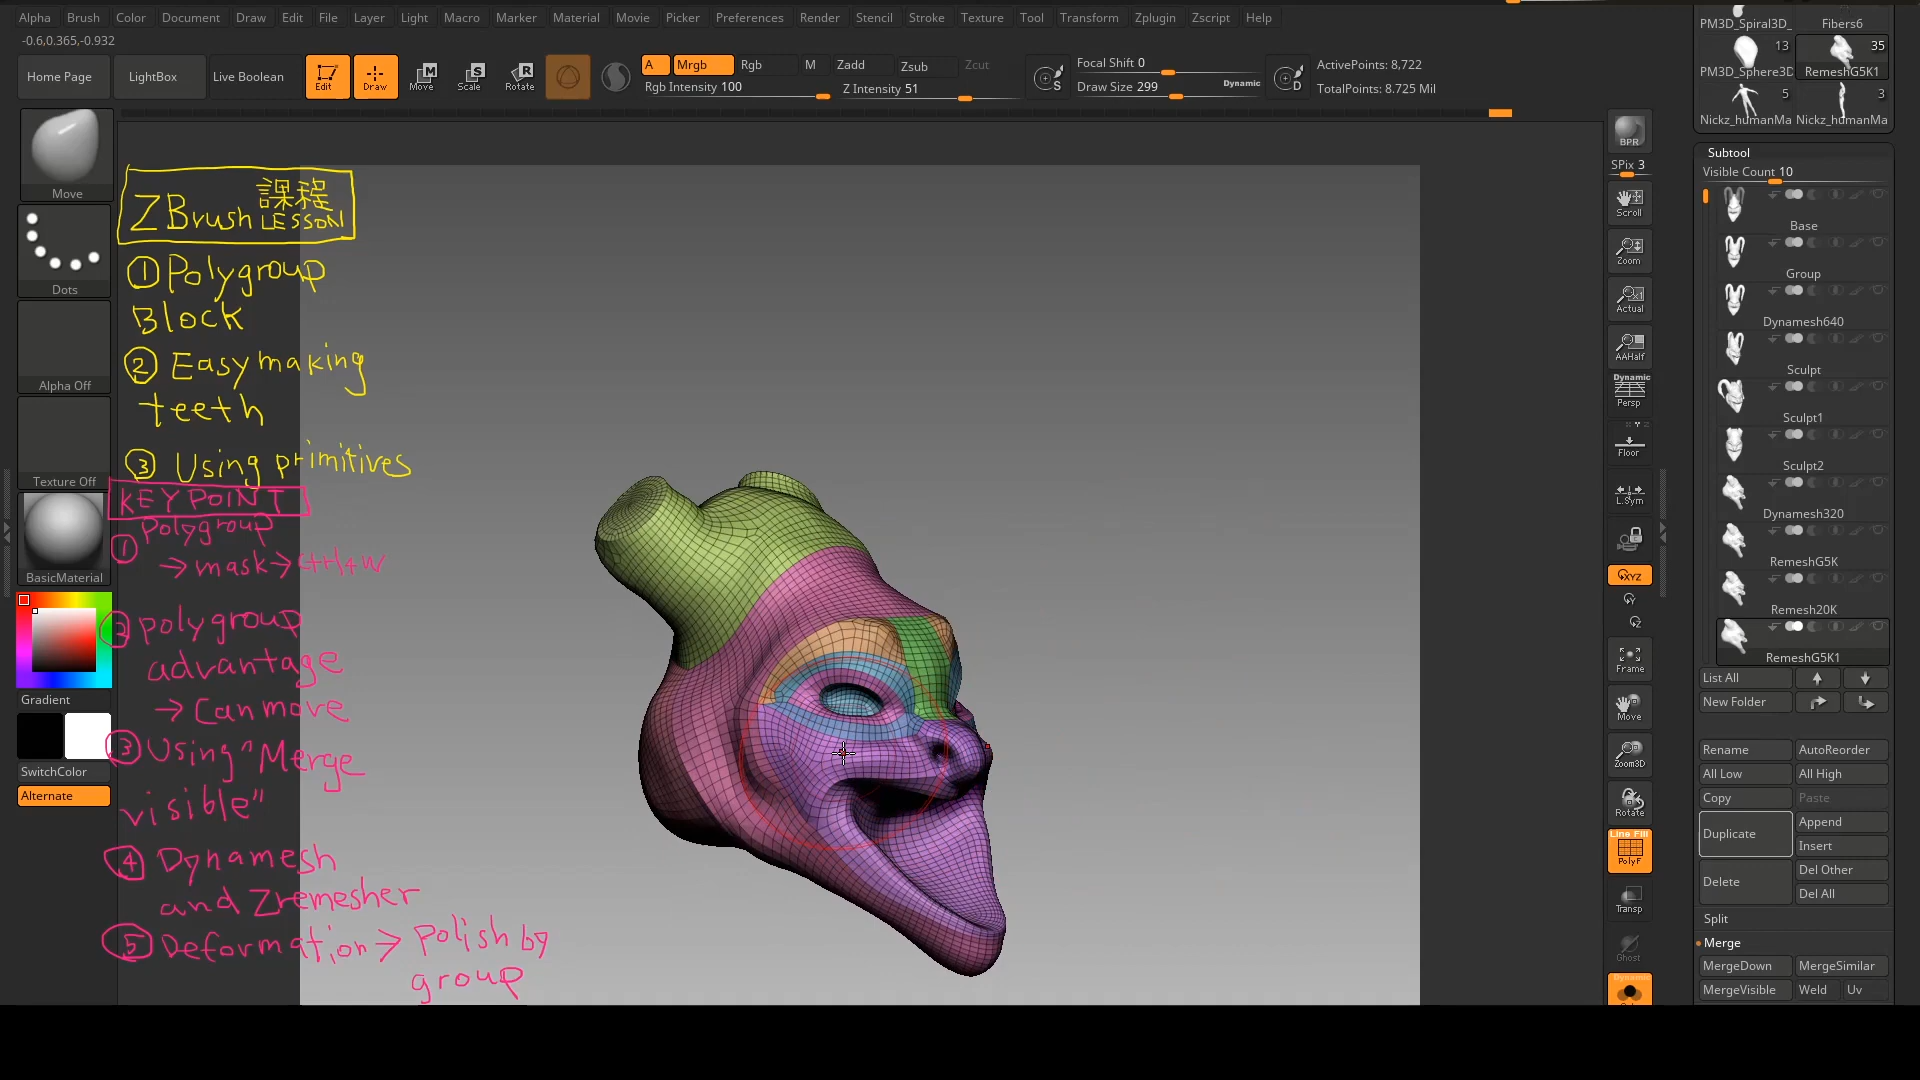 Alpha Brush Color Document Draw Edit File Layer Light Macro Marker Material Movie Picker Preferences Render Stencil Stroke Texture Tool Transform Zplugin Zscript Help
-0.6,0.365,-0.932
Home Page LightBox Live Boolean Edit Draw Move Scale Rotate
A Mrgb Rgb M Zadd Zsub Zcut
Rgb Intensity 100 Z Intensity 51
Focal Shift 0
Draw Size 299 Dynamic
S D
ActivePoints: 8,722
TotalPoints: 8.725 Mil
Move
Dots
Alpha Off
Texture Off
BasicMaterial
Gradient
SwitchColor
Alternate
ZBrush 課程 LESSON
① Polygroup
Block
② Easy making
teeth
③ Using primitives
KEYPOINT
① Polygroup
→ mask → Ctrl+W
② polygroup
advantage
→ Can move
③ Using "Merge
visible"
④ Dynamesh
and Zremesher
⑤ Deformation → Polish by
group
BPR
SPix 3
Scroll
Zoom
Actual
AAHalf
Dynamic
Persp
Floor
L.Sym
XYZ
Y
Z
Frame
Move
Zoom3D
Rotate
Line Fill
PolyF
Transp
Ghost
Dynamic
PM3D_Spiral3D_ Fibers6
13 35
PM3D_Sphere3D RemeshG5K1
5 3
Nickz_humanMa Nickz_humanMa
Subtool
Visible Count 10
Base
Group
Dynamesh640
Sculpt
Sculpt1
Sculpt2
Dynamesh320
RemeshG5K
Remesh20K
RemeshG5K1
List All
New Folder
Rename AutoReorder
All Low All High
Copy Paste
Duplicate Append
Insert
Delete Del Other
Del All
Split
Merge
MergeDown MergeSimilar
MergeVisible Weld Uv